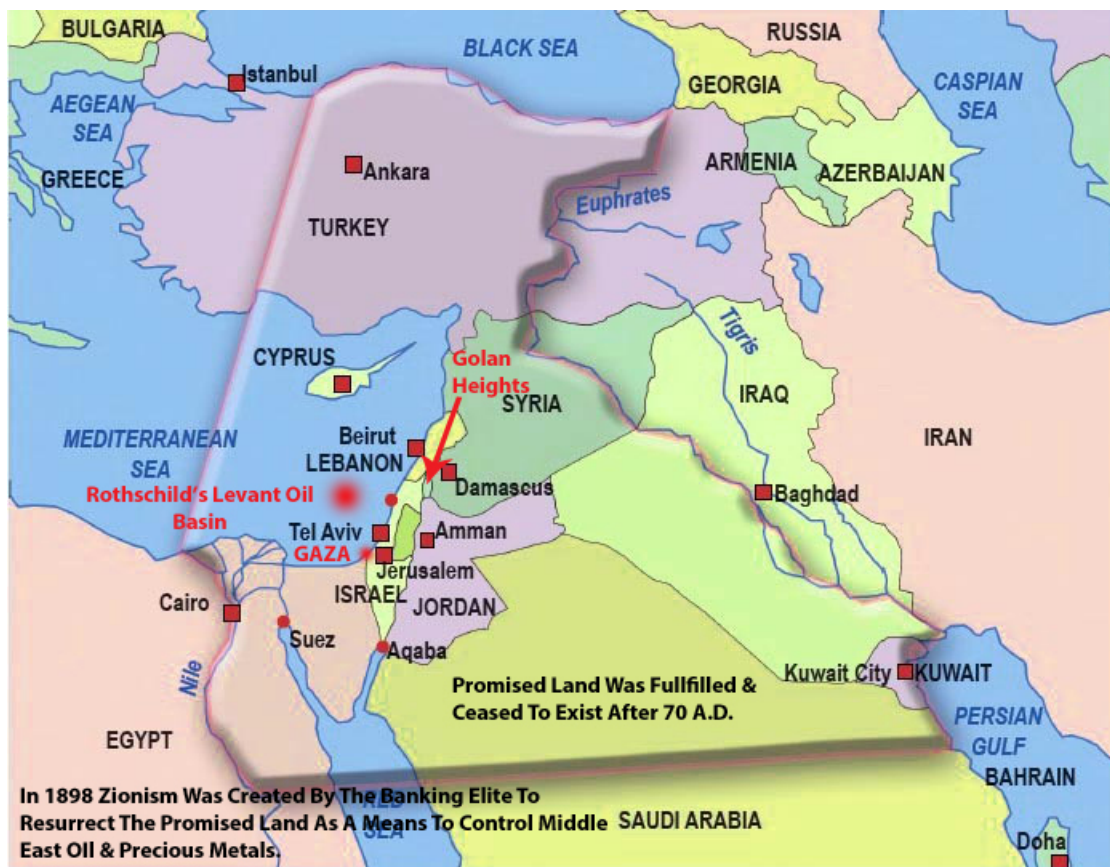 BULGARIA
BLACK SEA
RUSSIA
Istanbul
GEORGIA
CASPIAN
SEA
AEGEAN
SEA
Ankara
ARMENIA
AZERBAIJAN
GREECE
Euphrates
TURKEY
Tigris
CYPRUS
Golan
Heights
SYRIA
IRAQ
IRAN
MEDITERRANEAN
SEA
Beirut
LEBANON
Damascus
Baghdad
Rothschild's Levant Oil
Basin
Tel Aviv
Amman
GAZA
Jerusalem
ISRAEL
JORDAN
Cairo
Suez
Aqaba
Nile
Kuwait City
KUWAIT
Promised Land Was Fullfilled &
Ceased To Exist After 70 A.D.
PERSIAN
GULF
EGYPT
BAHRAIN
In 1898 Zionism Was Created By The Banking Elite To
Resurrect The Promised Land As A Means To Control Middle
East Oil & Precious Metals.
RED
SEA
SAUDI ARABIA
Doha